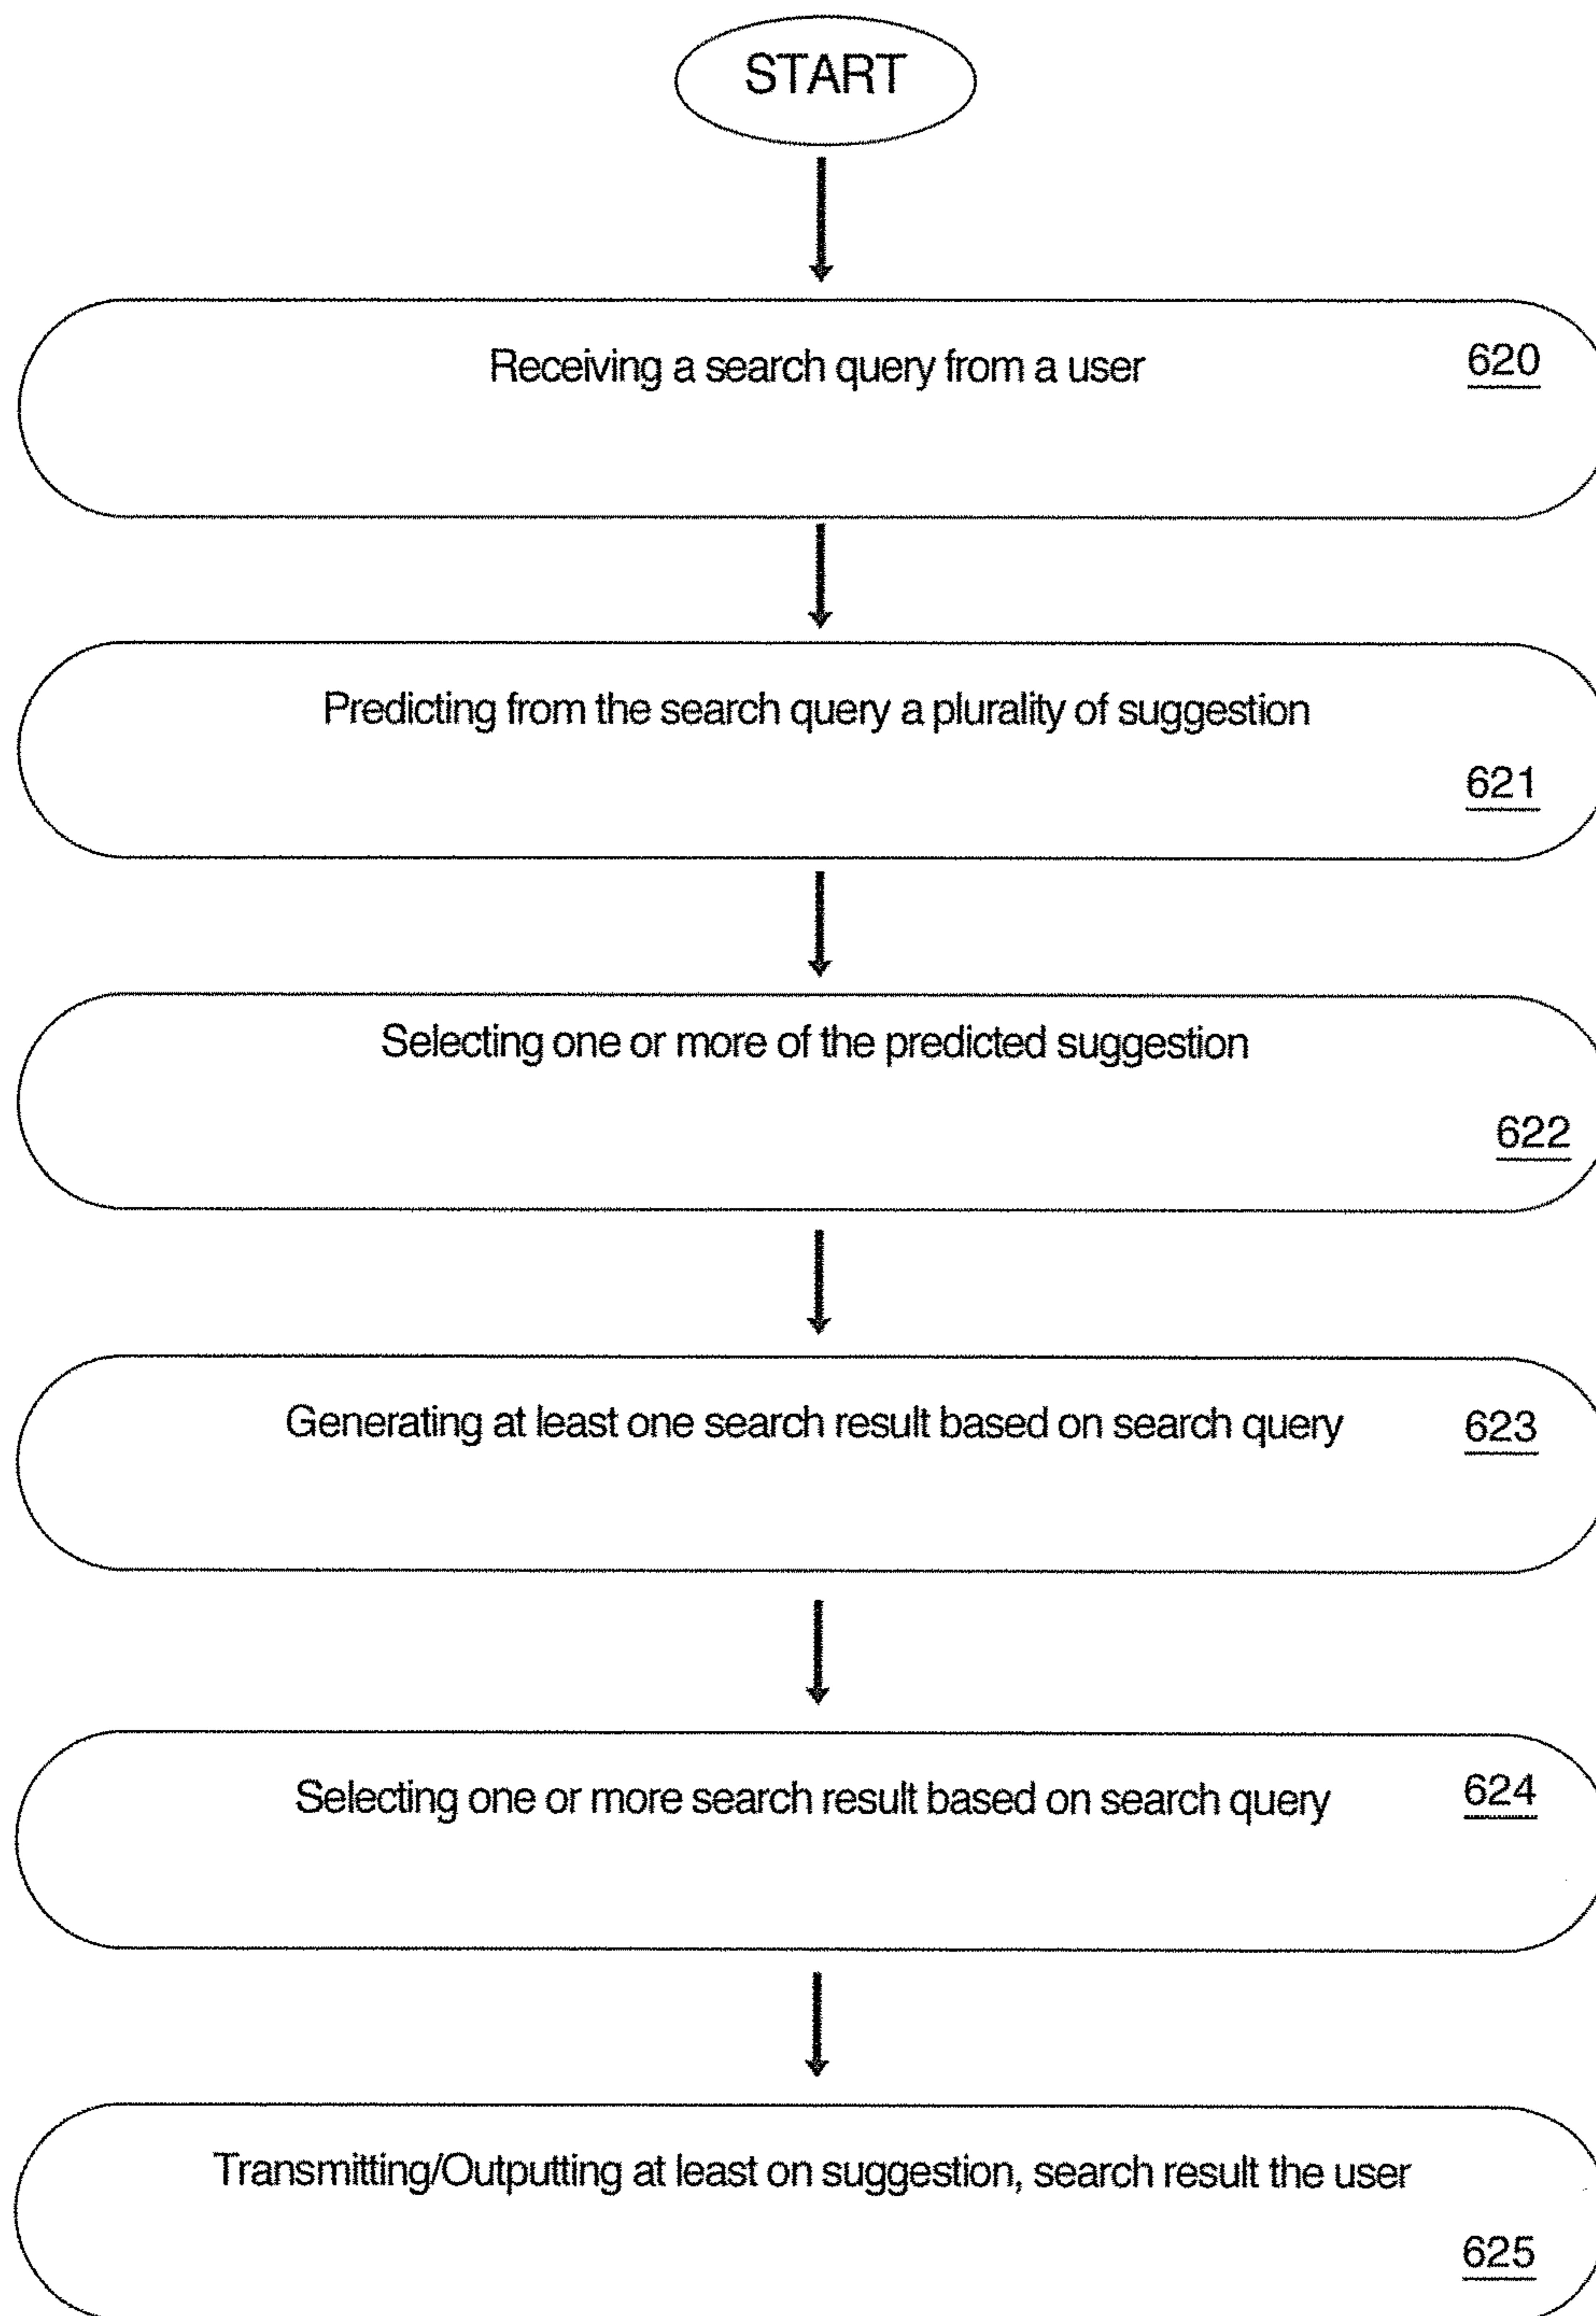 START
Receiving a search query from a user 620
Predicting from the search query a plurality of suggestion
621
Selecting one or more of the predicted suggestion
622
Generating at least one search result based on search query 623
Selecting one or more search result based on search query 624
Transmitting/Outputting at least on suggestion, search result the user
625